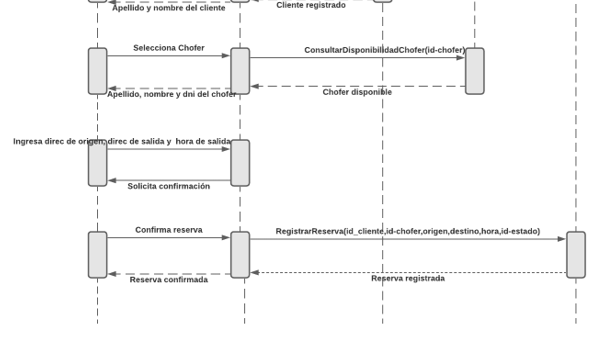 Cliente registrado
Apellido y nombre del cliente
Selecciona Chofer
ConsultarDisponibilidadChofer(id-chofer)
Apellido, nombre y dni del chofer
Chofer disponible
Ingresa direc de origen, direc de salida y hora de salida
Solicita confirmación
Confirma reserva
RegistrarReserva(id_cliente,id-chofer,origen,destino,hora,id-estado)
Reserva confirmada
Reserva registrada